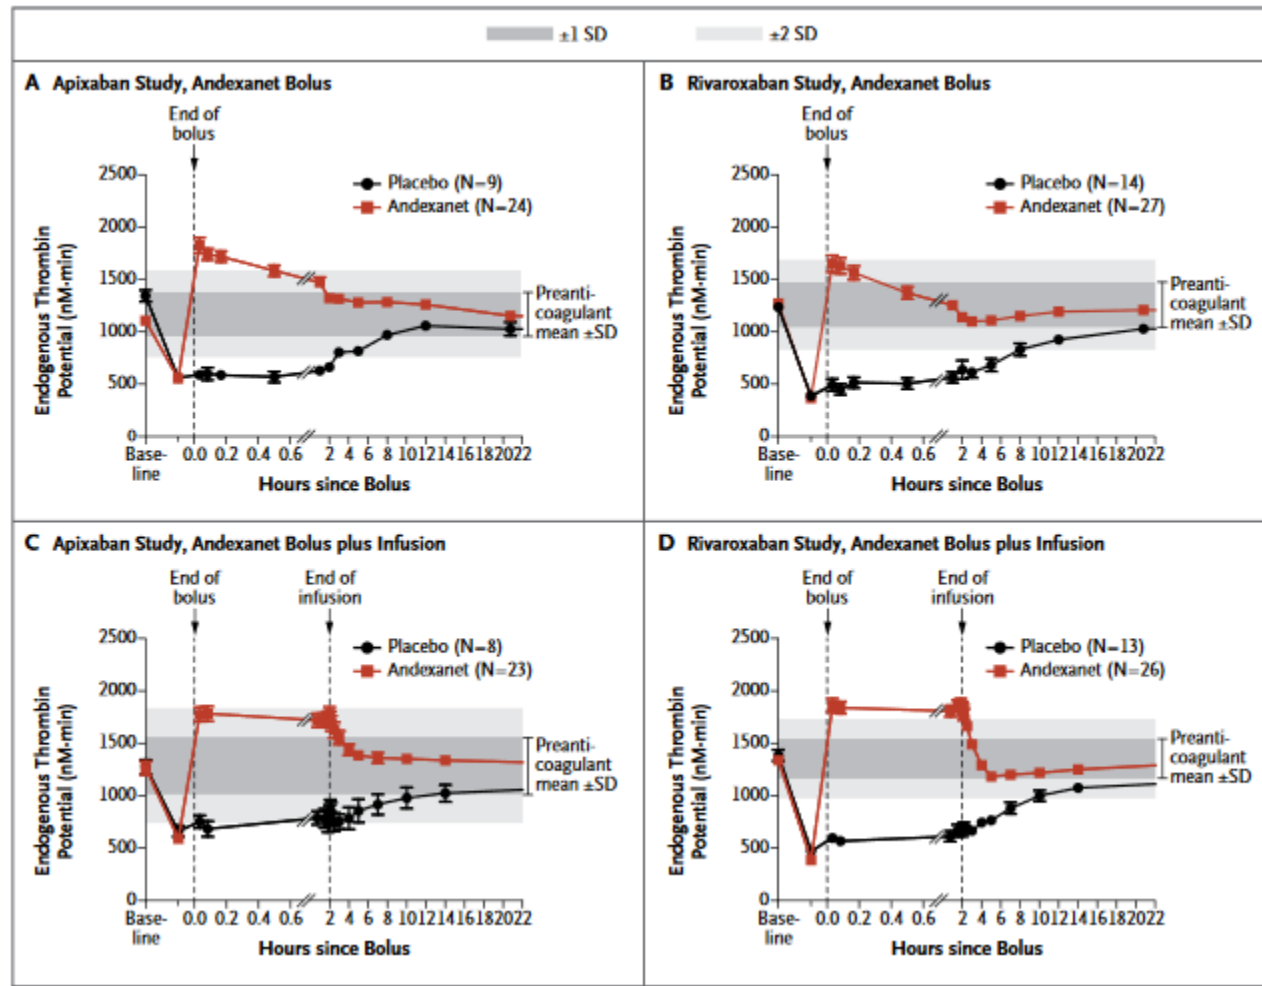 ±1 SD ±2 SD
A Apixaban Study, Andexanet Bolus
End of
bolus
Placebo (N=9)
Andexanet (N=24)
2500
2000
1500
1000
500
0
Endogenous Thrombin
Potential (nM·min)
Preanti-
coagulant
mean ±SD
Base-
line
0.0 0.2 0.4 0.6 2 4 6 8 10 12 14 16 18 20 22
Hours since Bolus
B Rivaroxaban Study, Andexanet Bolus
End of
bolus
Placebo (N=14)
Andexanet (N=27)
2500
2000
1500
1000
500
0
Endogenous Thrombin
Potential (nM·min)
Preanti-
coagulant
mean ±SD
Base-
line
0.0 0.2 0.4 0.6 2 4 6 8 10 12 14 16 18 20 22
Hours since Bolus
C Apixaban Study, Andexanet Bolus plus Infusion
End of
bolus
End of
infusion
Placebo (N=8)
Andexanet (N=23)
2500
2000
1500
1000
500
0
Endogenous Thrombin
Potential (nM·min)
Preanti-
coagulant
mean ±SD
Base-
line
0.0 0.2 0.4 0.6 2 4 6 8 10 12 14 16 18 20 22
Hours since Bolus
D Rivaroxaban Study, Andexanet Bolus plus Infusion
End of
bolus
End of
infusion
Placebo (N=13)
Andexanet (N=26)
2500
2000
1500
1000
500
0
Endogenous Thrombin
Potential (nM·min)
Preanti-
coagulant
mean ±SD
Base-
line
0.0 0.2 0.4 0.6 2 4 6 8 10 12 14 16 18 20 22
Hours since Bolus